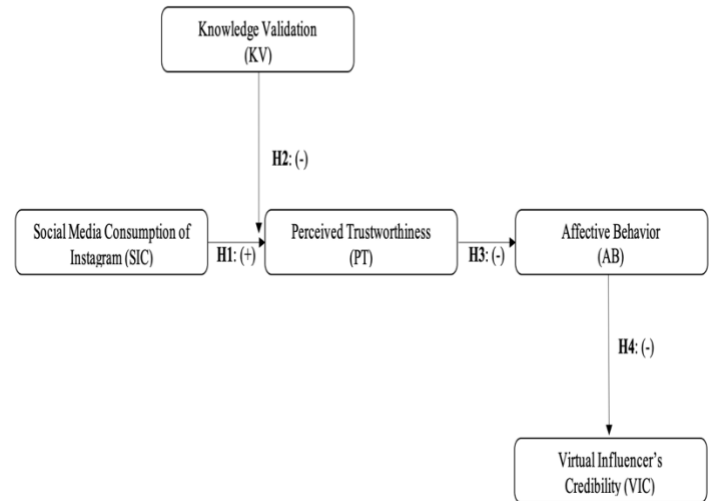 Knowledge Validation
(KV)
H2: (-)
Social Media Consumption of
Instagram (SIC)
H1: (+)
Perceived Trustworthiness
(PT)
H3: (-)
Affective Behavior
(AB)
H4: (-)
Virtual Influencer's
Credibility (VIC)